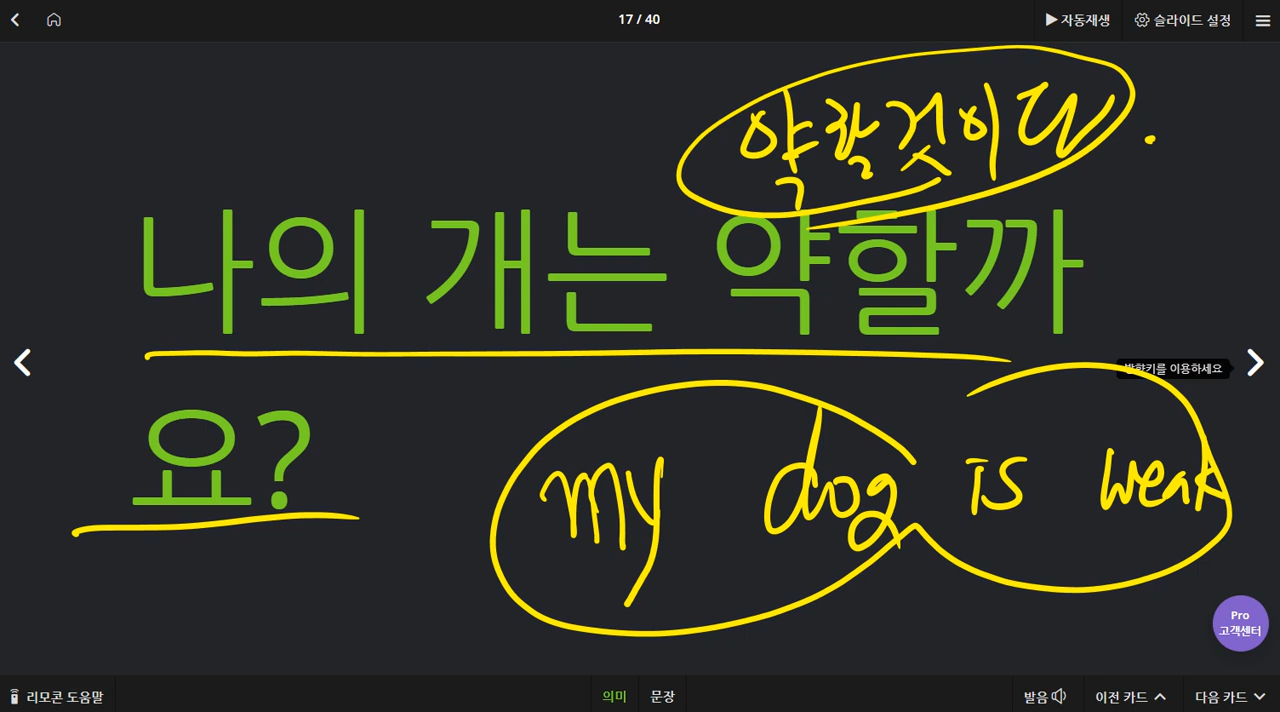 17 / 40
▶자동재생
슬라이드 설정
약할 것이다.
나의 개는 약할까
방향키를 이용하세요
요?
my dog is weak
Pro
고객센터
리모콘 도움말
의미
문장
발음
이전 카드
다음 카드